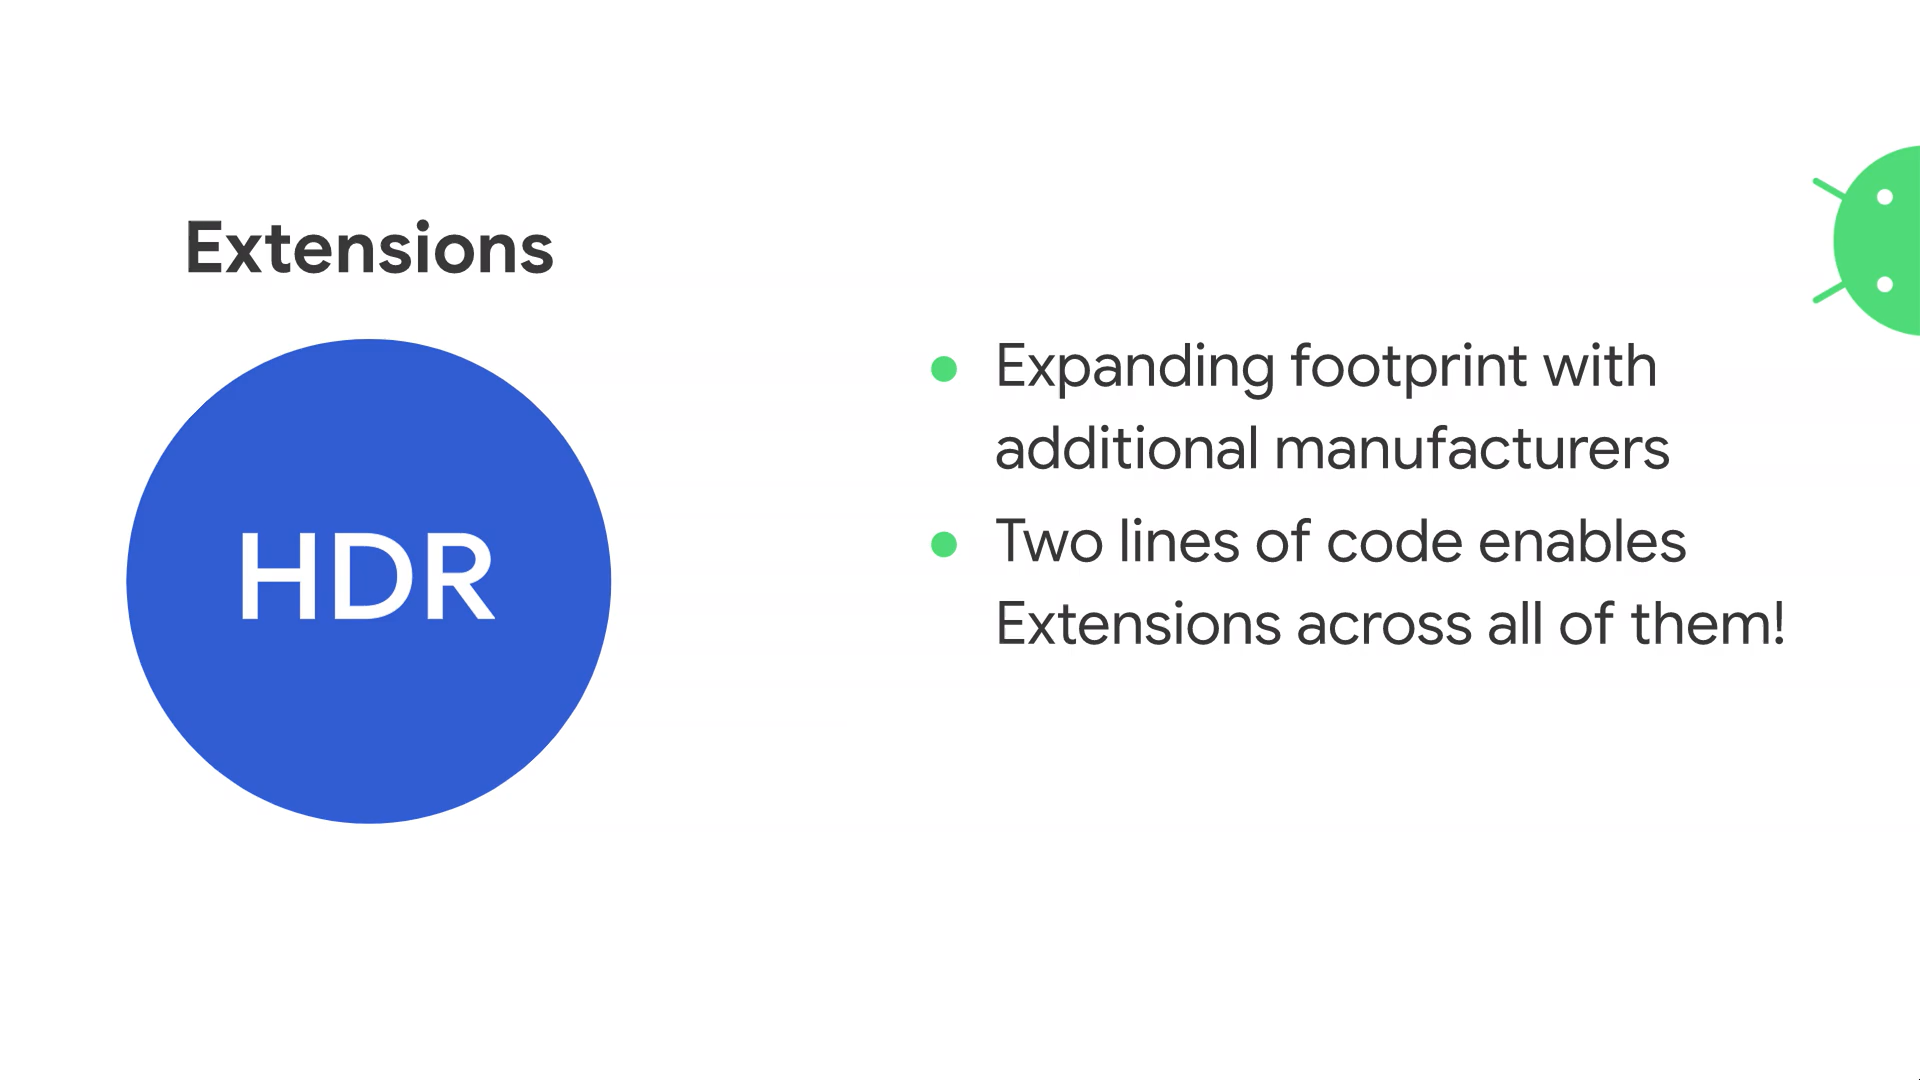 Extensions
HDR
Expanding footprint with
additional manufacturers
Two lines of code enables
Extensions across all of them!